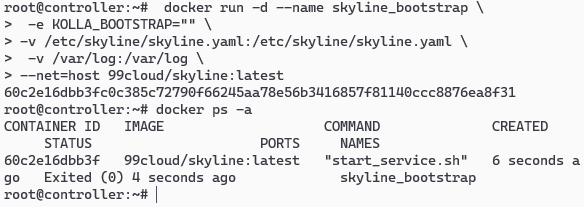 root@controller:~#  docker run -d --name skyline_bootstrap \
>  -e KOLLA_BOOTSTRAP="" \
> -v /etc/skyline/skyline.yaml:/etc/skyline/skyline.yaml \
>  -v /var/log:/var/log \
> --net=host 99cloud/skyline:latest
60c2e16dbb3fc0c385c72790f66245aa78e56b3416857f81140ccc8876ea8f31
root@controller:~# docker ps -a
CONTAINER ID   IMAGE                    COMMAND              CREATED
     STATUS                     PORTS     NAMES
60c2e16dbb3f   99cloud/skyline:latest   "start_service.sh"   6 seconds a
go   Exited (0) 4 seconds ago             skyline_bootstrap
root@controller:~#